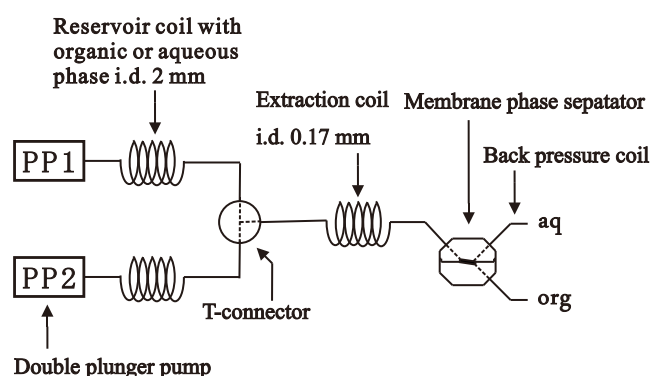 Reservoir coil with
organic or aqueous
phase i.d. 2 mm
Extraction coil
i.d. 0.17 mm
Membrane phase sepatator
Back pressure coil
PP1
aq
PP2
org
T-connector
Double plunger pump